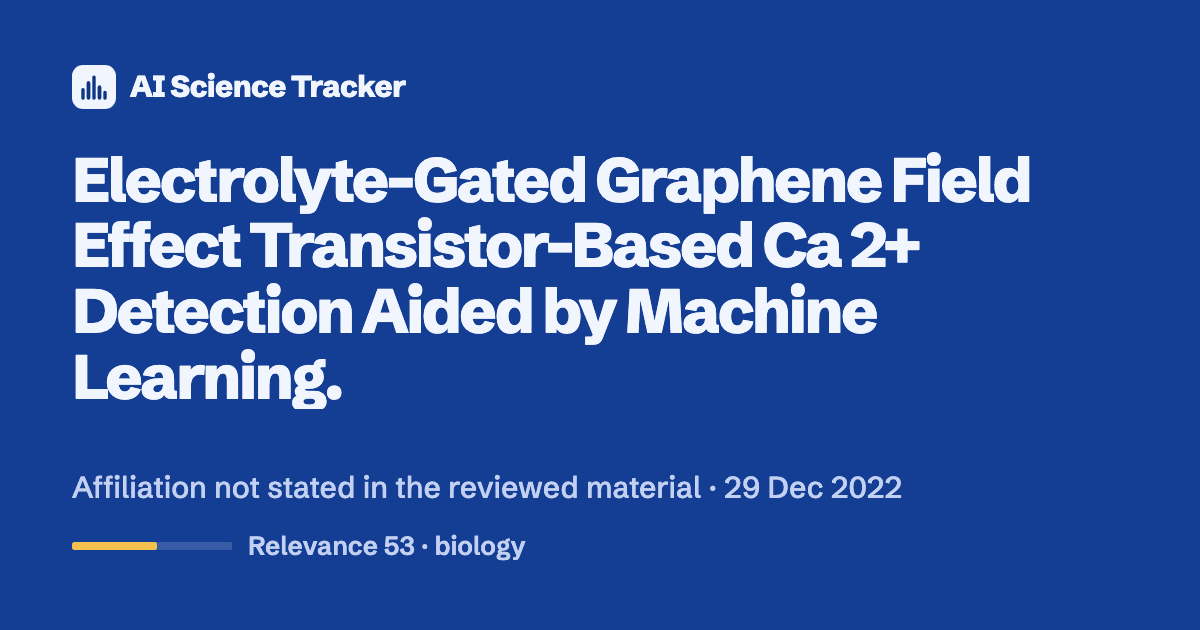 AI Science Tracker
Electrolyte-Gated Graphene Field
Effect Transistor-Based Ca 2+
Detection Aided by Machine
Learning.
Affiliation not stated in the reviewed material · 29 Dec 2022
Relevance 53 · biology